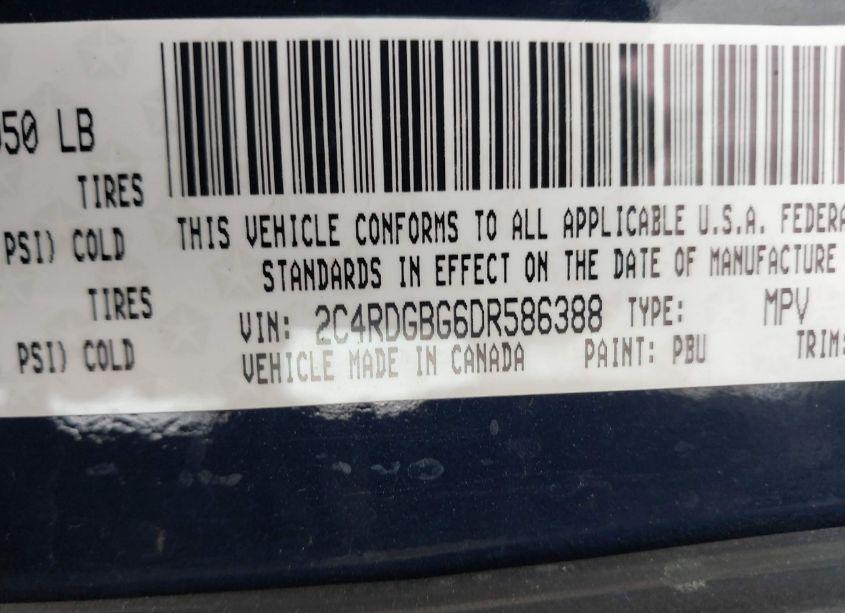 50 LB
TIRES
PSI) COLD
TIRES
PSI) COLD
THIS VEHICLE CONFORMS TO ALL APPLICABLE U.S.A. FEDERA
STANDARDS IN EFFECT ON THE DATE OF MANUFACTURE
VIN: 2C4RDGBG6DR586388 TYPE: MPV
VEHICLE MADE IN CANADA PAINT: PBU TRIM: